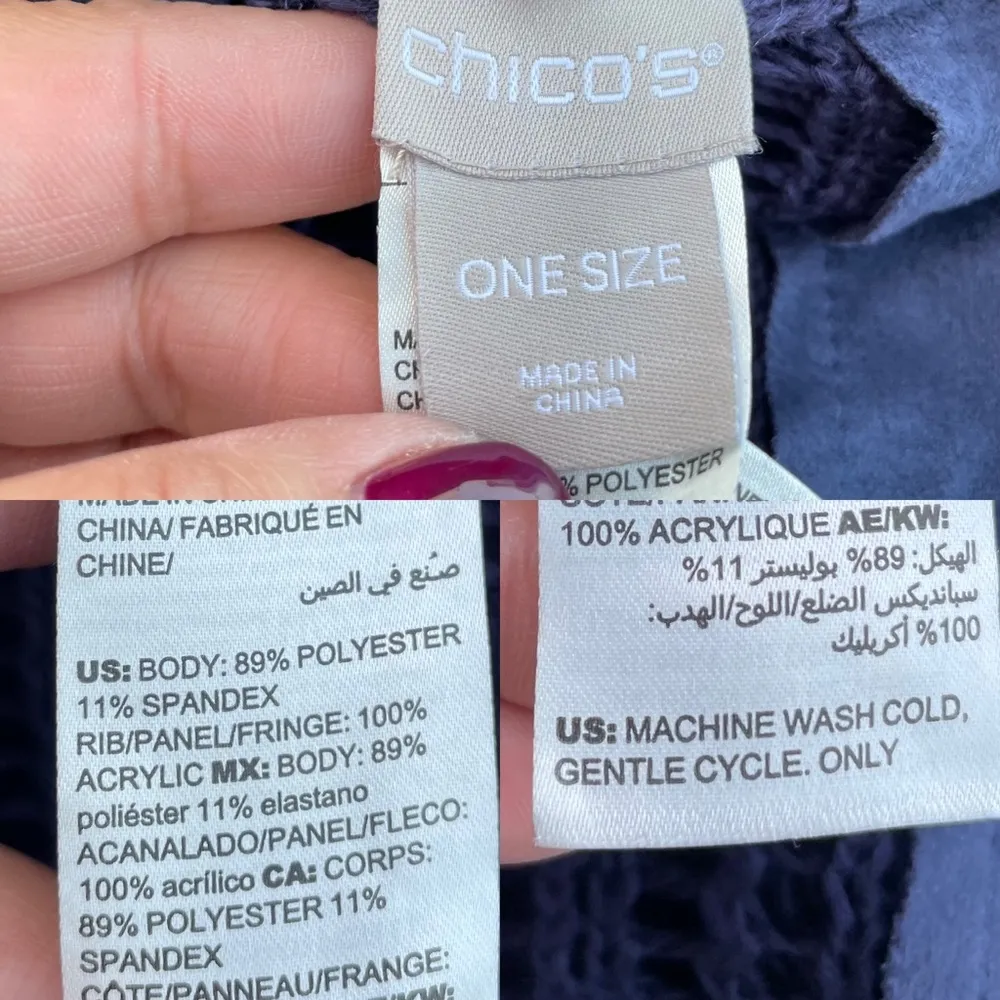 chico's®
ONE SIZE
MADE IN
CHINA
% POLYESTER
CHINA/ FABRIQUÉ EN
CHINE/
صُنع في الصين
US: BODY: 89% POLYESTER
11% SPANDEX
RIB/PANEL/FRINGE: 100%
ACRYLIC MX: BODY: 89%
poliéster 11% elastano
ACANALADO/PANEL/FLECO:
100% acrílico CA: CORPS:
89% POLYESTER 11%
SPANDEX
CÔTE/PANNEAU/FRANGE:
100% ACRYLIQUE AE/KW:
الهيكل: 89% بوليستر 11%
سبانديكس الضلع/اللوح/الهدب:
100% أكريليك
US: MACHINE WASH COLD,
GENTLE CYCLE. ONLY